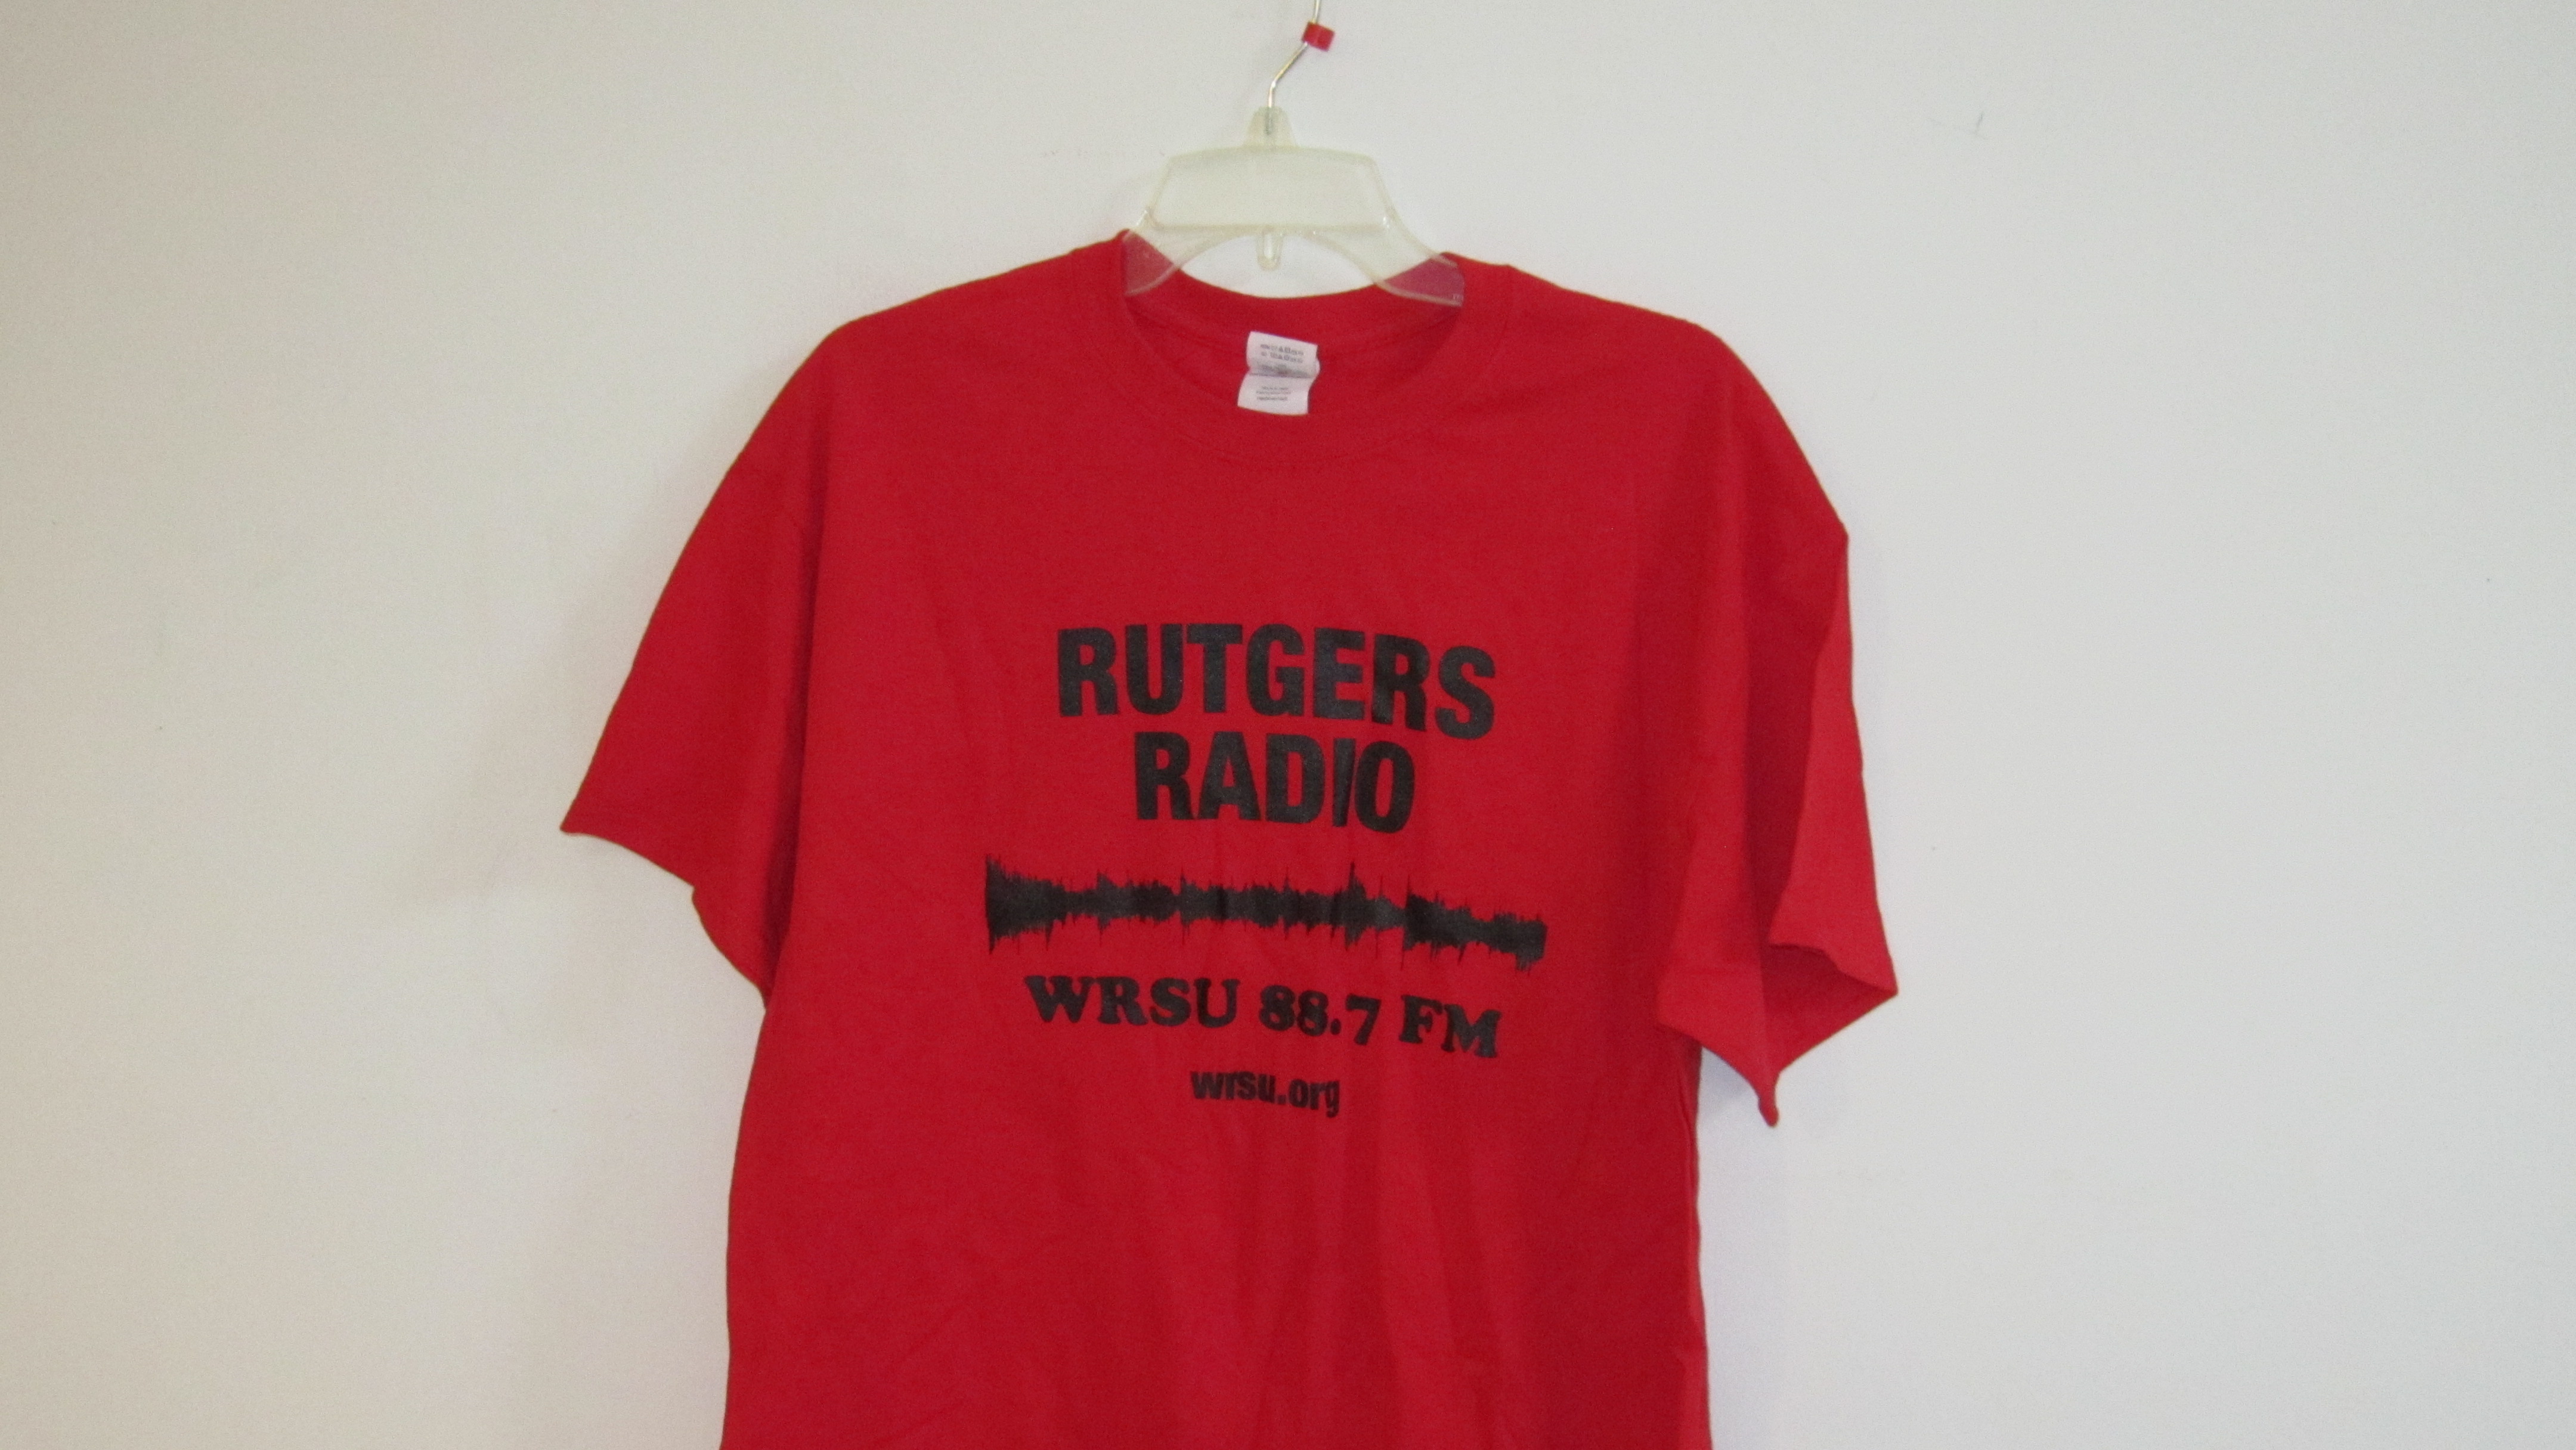 RUTGERS
RADIO
WRSU 88.7 FM
wrsu.org